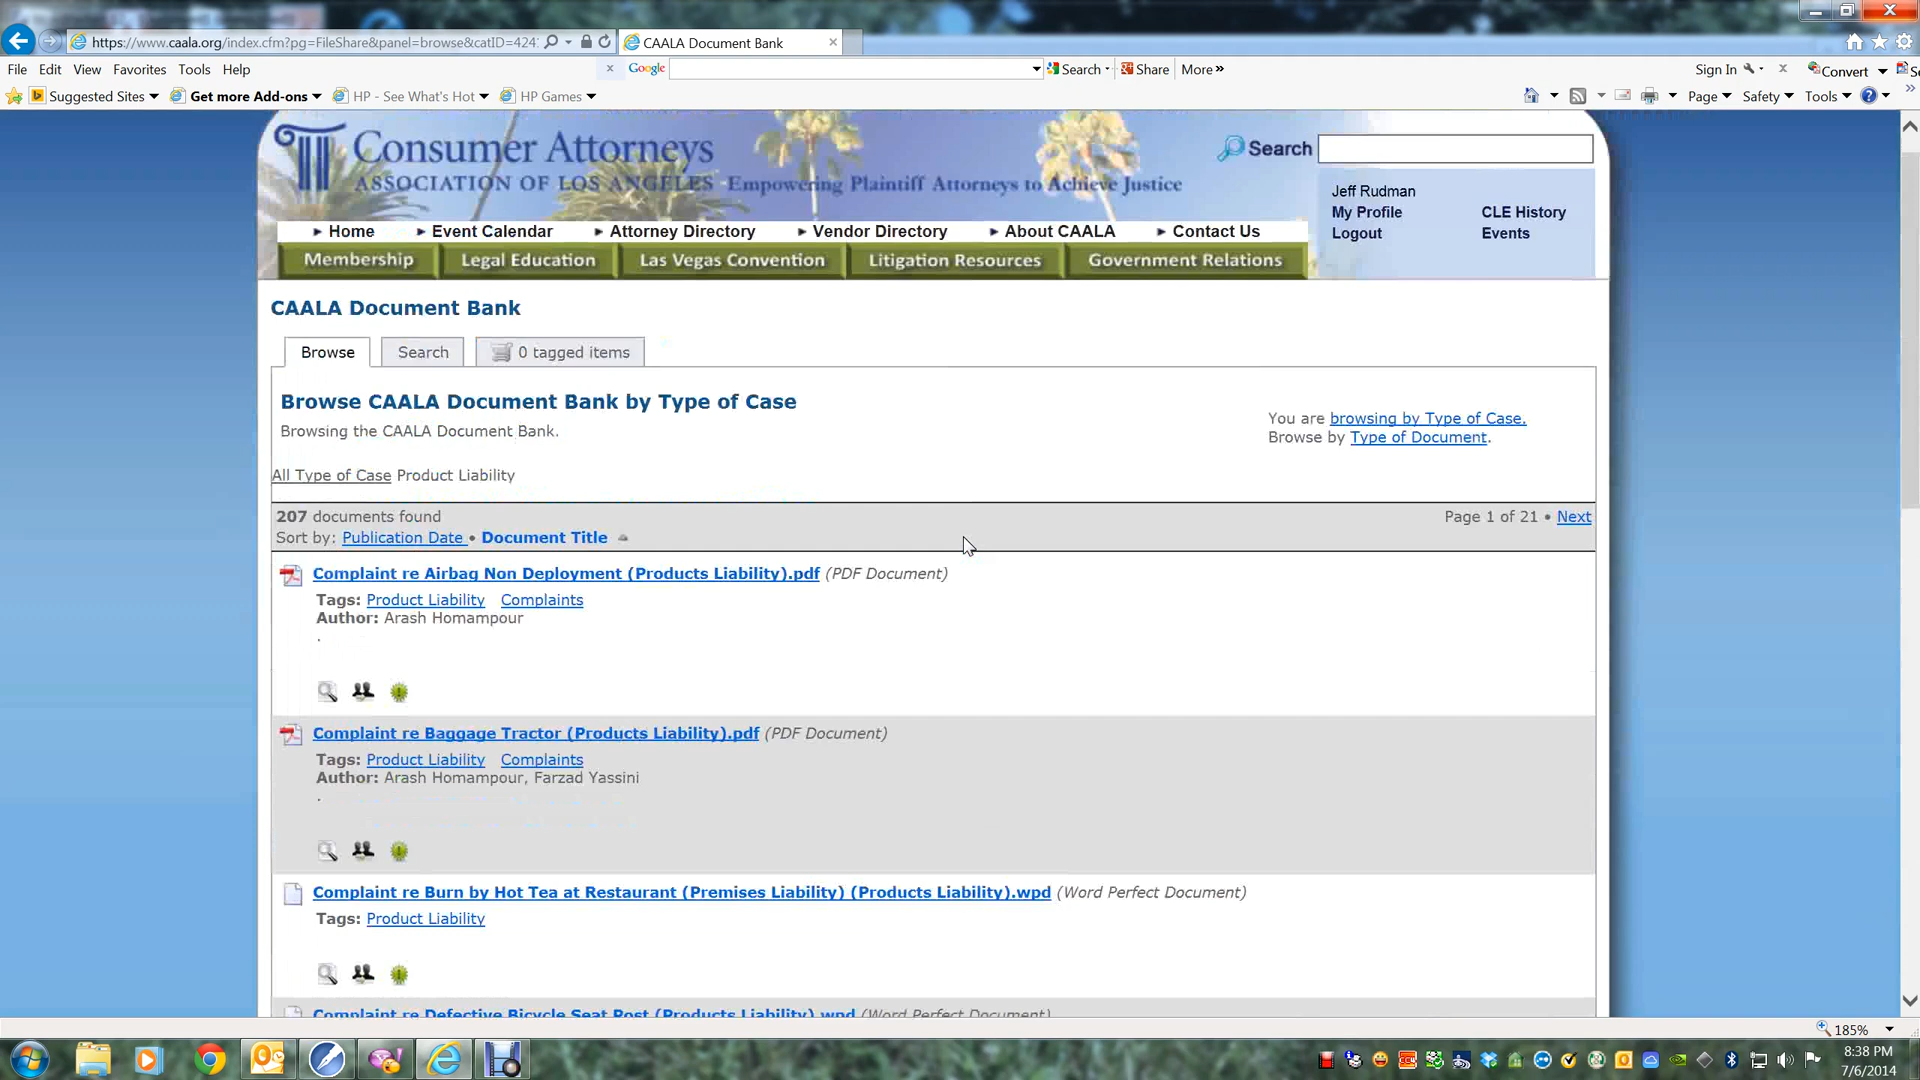 https://www.caala.org/index.cfm?pg=FileShare&panel=browse&catID=424
CAALA Document Bank
File Edit View Favorites Tools Help
Google
Search Share More »
Sign In
Convert
Suggested Sites Get more Add-ons HP - See What's Hot HP Games
Page Safety Tools
Consumer Attorneys
ASSOCIATION OF LOS ANGELES Empowering Plaintiff Attorneys to Achieve Justice
Search
Jeff Rudman
My Profile CLE History
Logout Events
Home Event Calendar Attorney Directory Vendor Directory About CAALA Contact Us
Membership Legal Education Las Vegas Convention Litigation Resources Government Relations
CAALA Document Bank
Browse Search 0 tagged items
Browse CAALA Document Bank by Type of Case
Browsing the CAALA Document Bank.
You are browsing by Type of Case.
Browse by Type of Document.
All Type of Case Product Liability
207 documents found
Page 1 of 21 • Next
Sort by: Publication Date • Document Title
Complaint re Airbag Non Deployment (Products Liability).pdf (PDF Document)
Tags: Product Liability Complaints
Author: Arash Homampour
.
Complaint re Baggage Tractor (Products Liability).pdf (PDF Document)
Tags: Product Liability Complaints
Author: Arash Homampour, Farzad Yassini
.
Complaint re Burn by Hot Tea at Restaurant (Premises Liability) (Products Liability).wpd (Word Perfect Document)
Tags: Product Liability
Complaint re Defective Bicycle Seat Post (Products Liability).wpd (Word Perfect Document)
185%
8:38 PM
7/6/2014